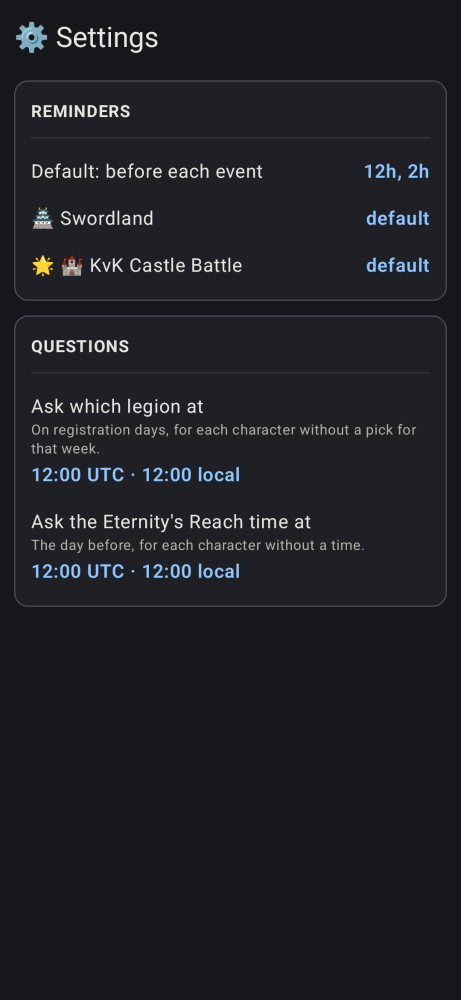 ⚙️ Settings
REMINDERS
Default: before each event 12h, 2h
🏯 Swordland default
🌟 🏰 KvK Castle Battle default
QUESTIONS
Ask which legion at
On registration days, for each character without a pick for
that week.
12:00 UTC · 12:00 local
Ask the Eternity's Reach time at
The day before, for each character without a time.
12:00 UTC · 12:00 local